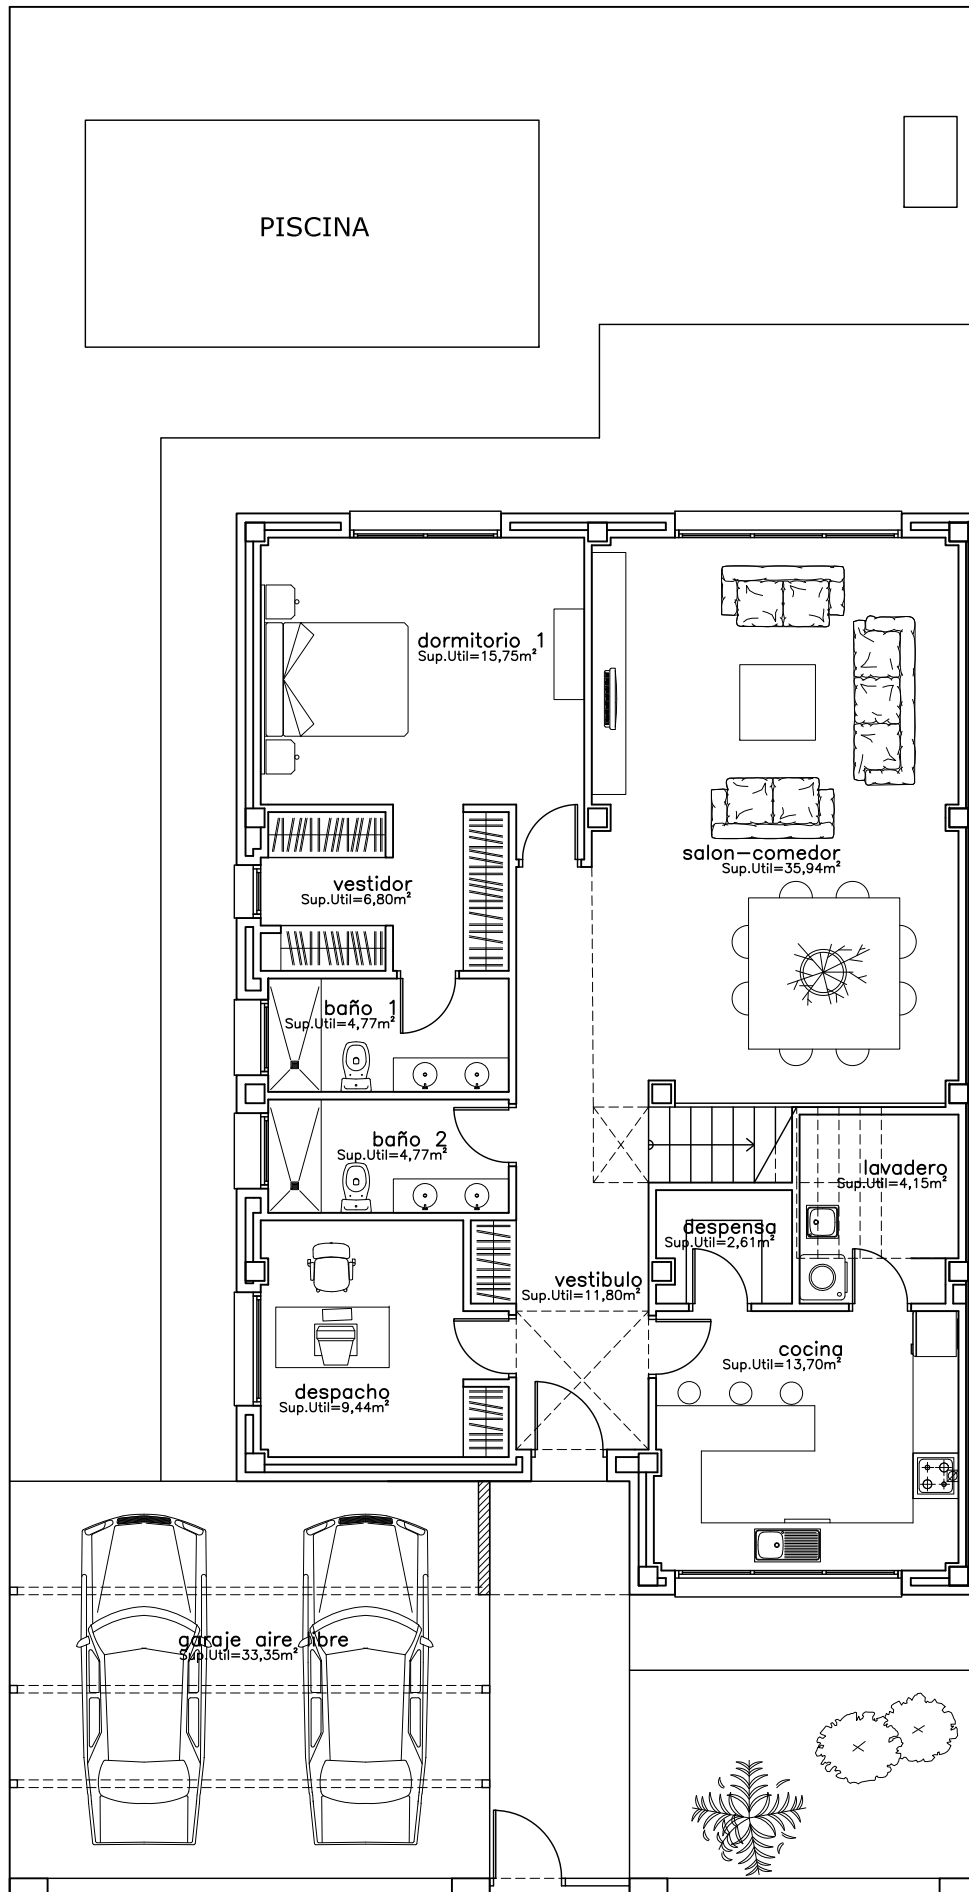 PISCINA
dormitorio 1
Sup.Util=15,75m²
salon-comedor
Sup.Util=35,94m²
vestidor
Sup.Util=6,80m²
baño 1
Sup.Util=4,77m²
baño 2
Sup.Util=4,77m²
lavadero
Sup.Util=4,15m²
despensa
Sup.Util=2,61m²
vestibulo
Sup.Util=11,80m²
cocina
Sup.Util=13,70m²
despacho
Sup.Util=9,44m²
garaje aire libre
Sup.Util=33,35m²